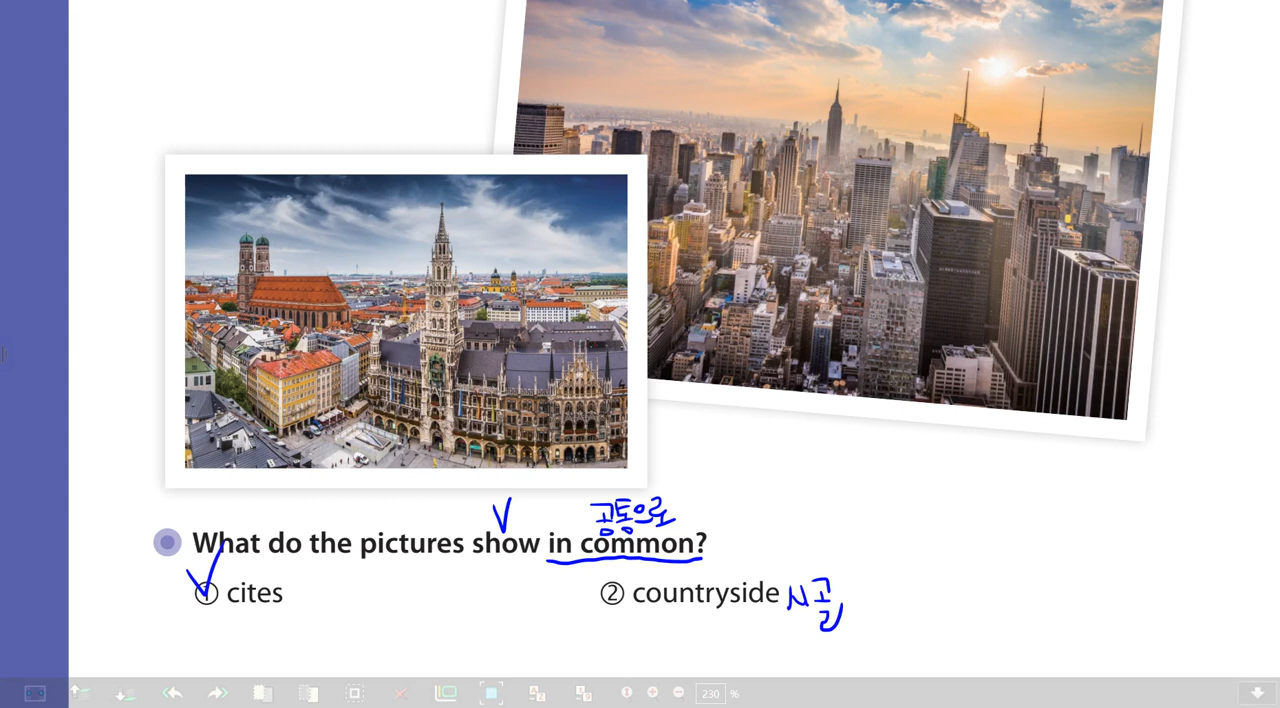 공통으로
What do the pictures show in common?
① cites
② countryside 시골
230 %